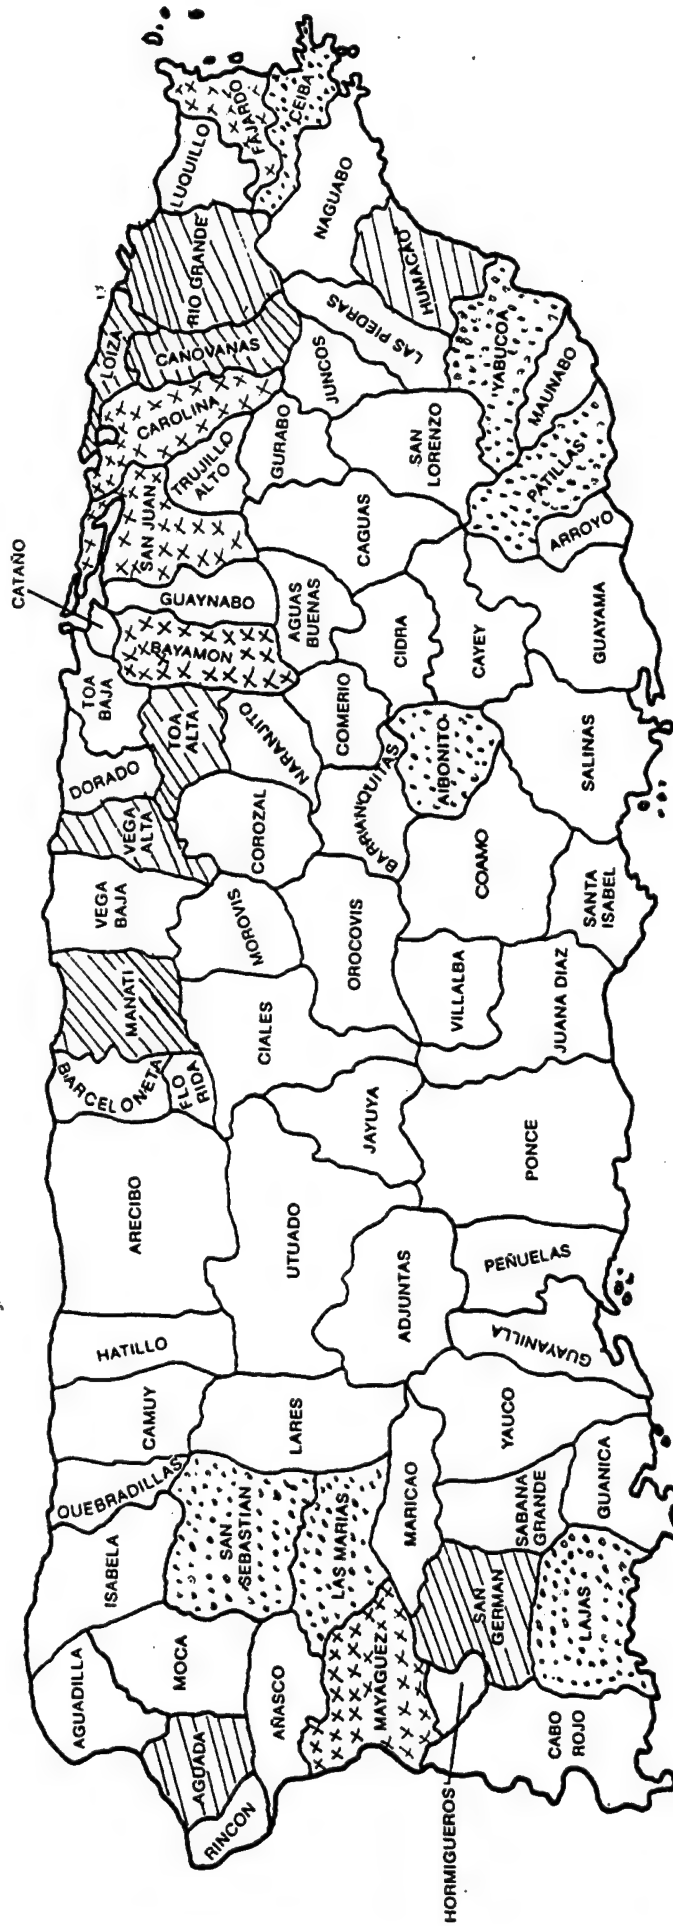 AGUADILLA
ISABELA
QUEBRADILLAS
CAMUY
HATILLO
ARECIBO
BARCELONETA
FLO
RIDA
MANATI
VEGA
BAJA
VEGA
ALTA
DORADO
TOA
BAJA
TOA
ALTA
CATAÑO
BAYAMON
GUAYNABO
SAN JUAN
TRUJILLO
ALTO
CAROLINA
LOIZA
CANOVANAS
RIO GRANDE
LUQUILLO
FAJARDO
CEIBA
AGUADA
RINCON
MOCA
AÑASCO
SAN
SEBASTIAN
LAS MARIAS
LARES
UTUADO
JAYUYA
CIALES
MOROVIS
OROCOVIS
COROZAL
NARANJITO
BARRANQUITAS
COMERIO
AGUAS
BUENAS
CIDRA
CAGUAS
GURABO
SAN
LORENZO
JUNCOS
LAS PIEDRAS
NAGUABO
HUMACAO
MAYAGUEZ
HORMIGUEROS
CABO
ROJO
SAN
GERMAN
LAJAS
MARICAO
SABANA
GRANDE
GUANICA
YAUCO
ADJUNTAS
GUAYANILLA
PEÑUELAS
PONCE
VILLALBA
JUANA DIAZ
COAMO
SANTA
ISABEL
AIBONITO
SALINAS
CAYEY
GUAYAMA
ARROYO
PATILLAS
YABUCOA
MAUNABO